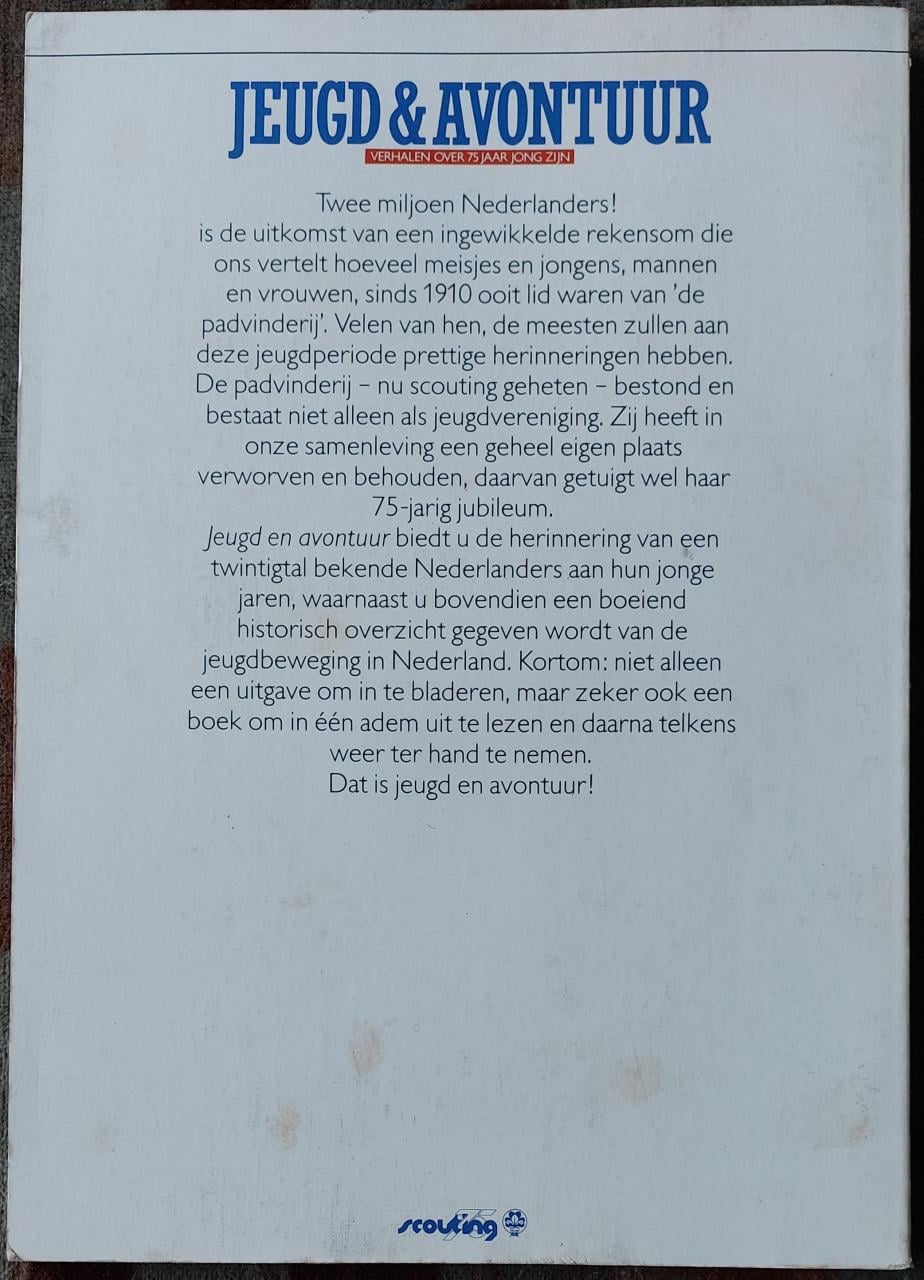 JEUGD & AVONTUUR
VERHALEN OVER 75 JAAR JONG ZIJN
Twee miljoen Nederlanders!
is de uitkomst van een ingewikkelde rekensom die
ons vertelt hoeveel meisjes en jongens, mannen
en vrouwen, sinds 1910 ooit lid waren van 'de
padvinderij'. Velen van hen, de meesten zullen aan
deze jeugdperiode prettige herinneringen hebben.
De padvinderij – nu scouting geheten – bestond en
bestaat niet alleen als jeugdvereniging. Zij heeft in
onze samenleving een geheel eigen plaats
verworven en behouden, daarvan getuigt wel haar
75-jarig jubileum.
Jeugd en avontuur biedt u de herinnering van een
twintigtal bekende Nederlanders aan hun jonge
jaren, waarnaast u bovendien een boeiend
historisch overzicht gegeven wordt van de
jeugdbeweging in Nederland. Kortom: niet alleen
een uitgave om in te bladeren, maar zeker ook een
boek om in één adem uit te lezen en daarna telkens
weer ter hand te nemen.
Dat is jeugd en avontuur!
scouting 75